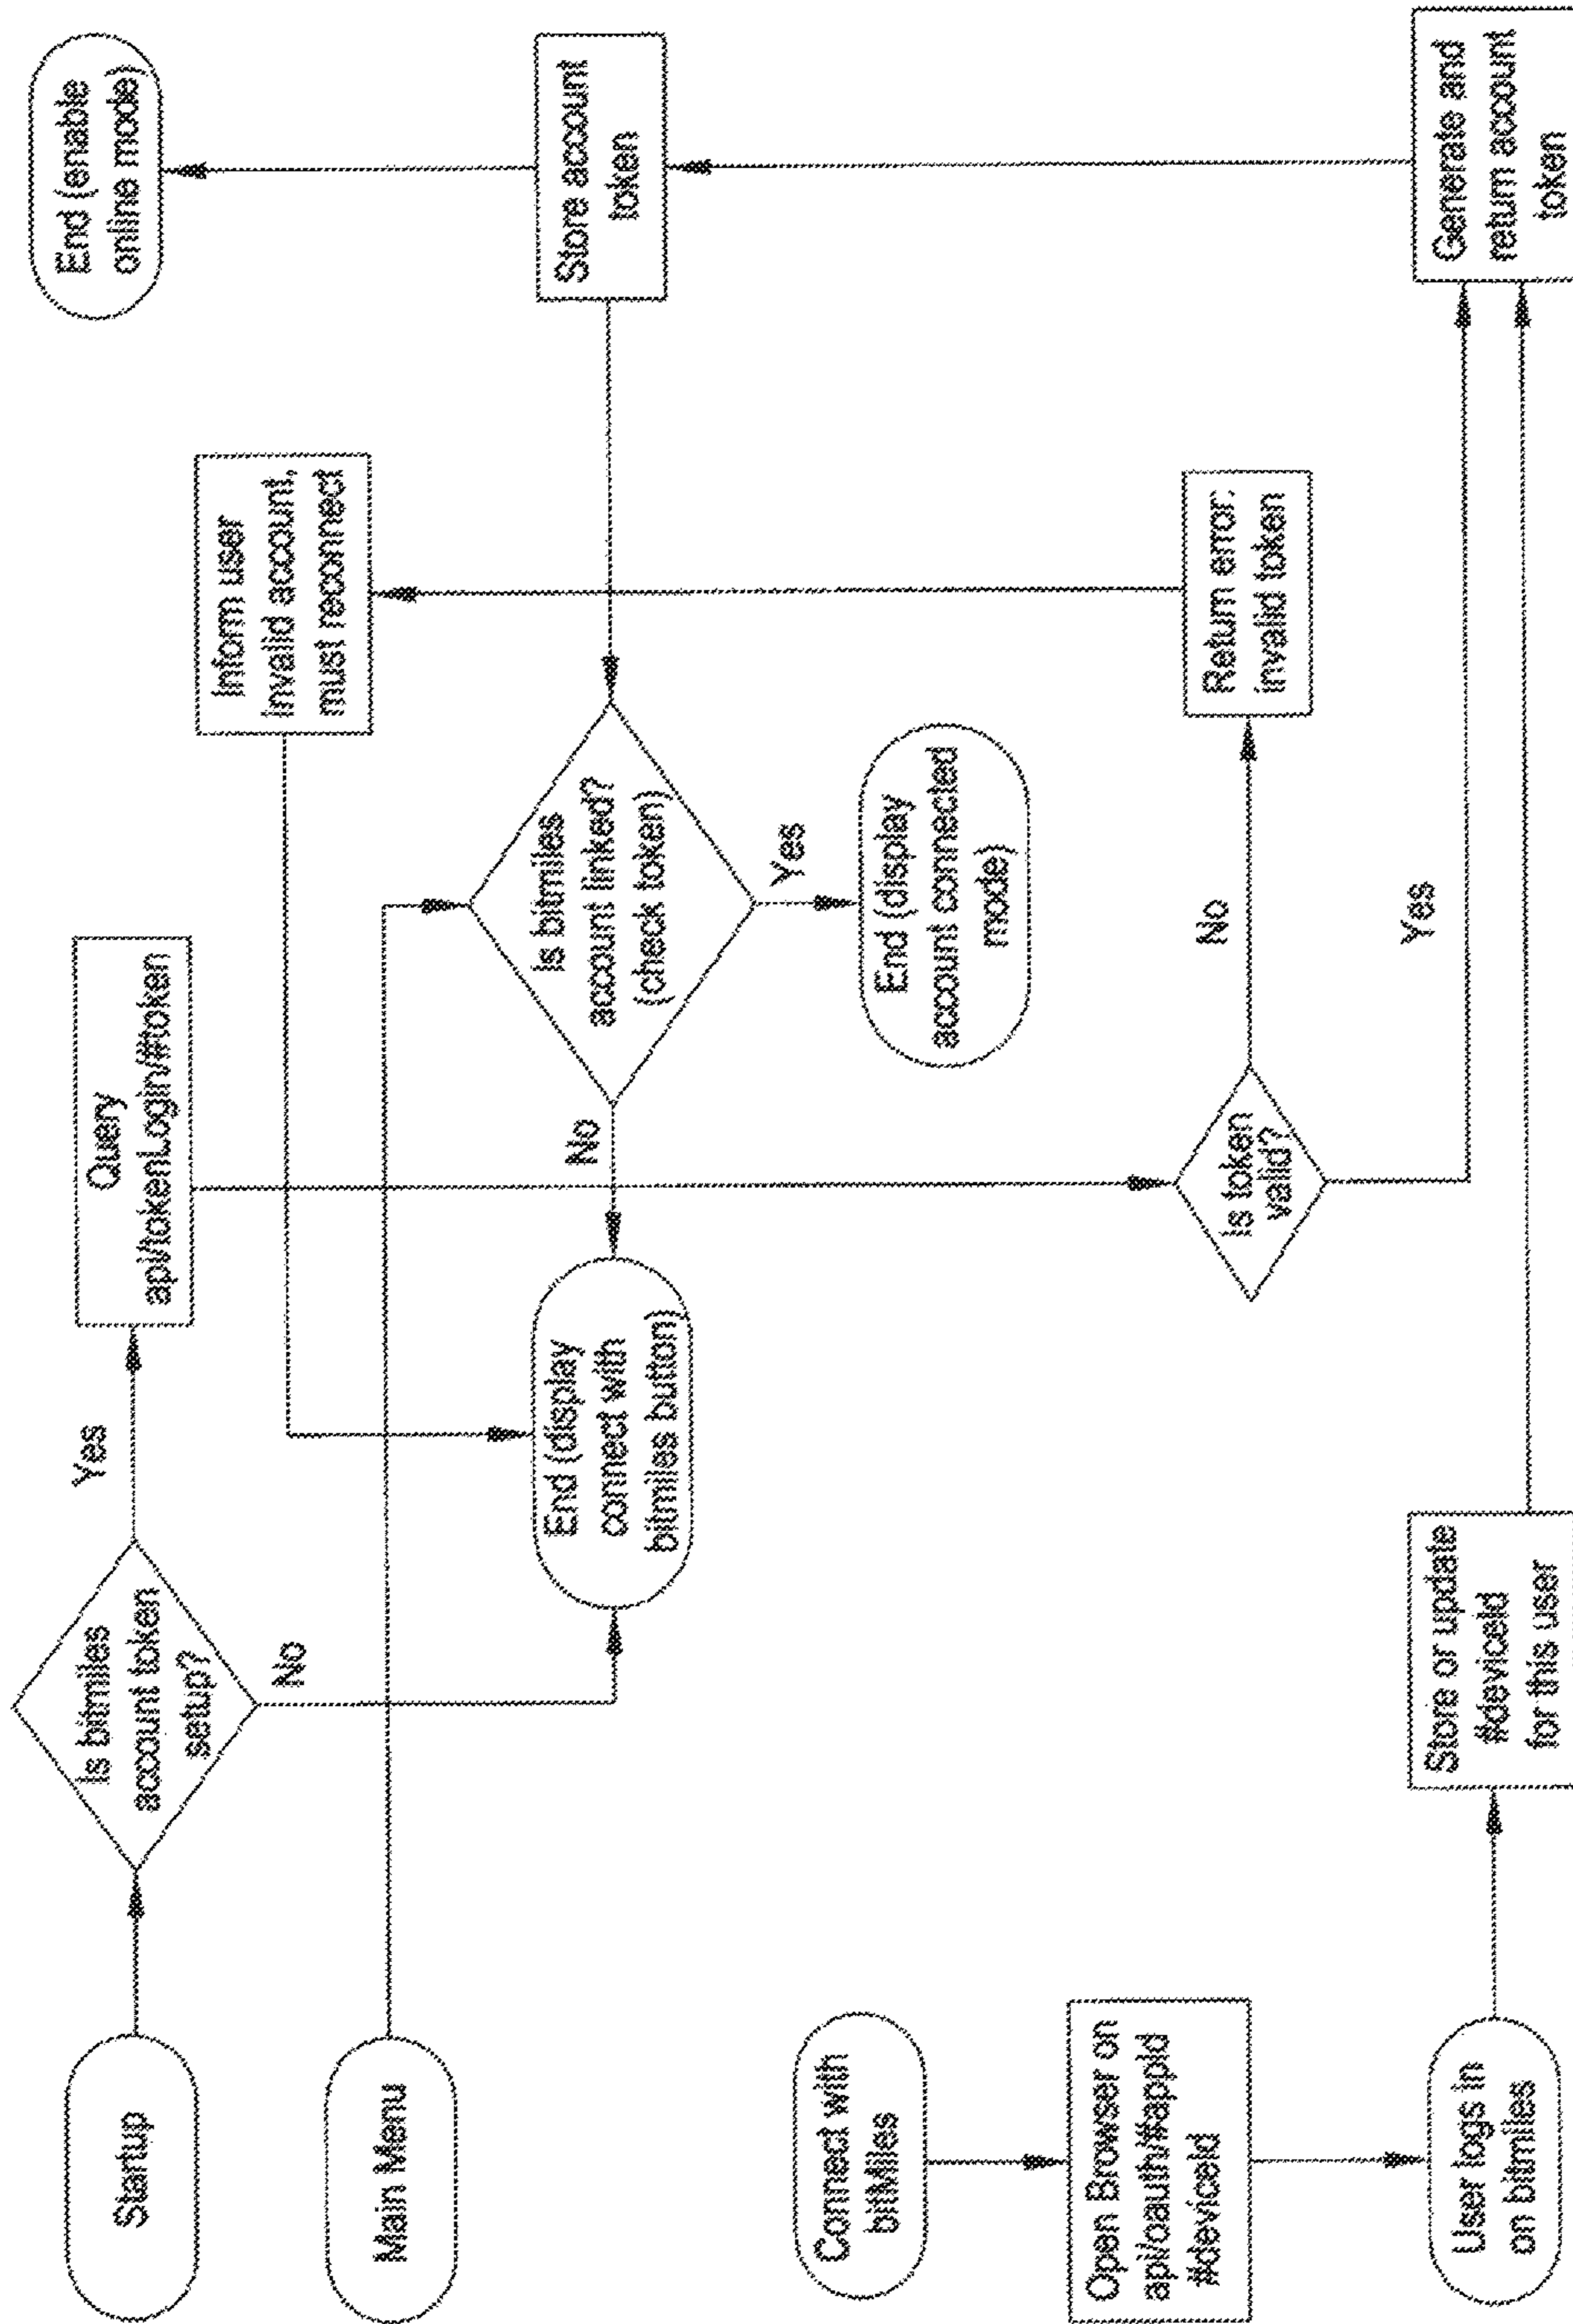 Startup
Is bitmiles
account token
setup?
Yes
No
Query
api/tokenLogin/#token
End (enable
online mode)
Main Menu
Inform user
invalid account,
must reconnect
End (display
connect with
bitmiles button)
No
Is bitmiles
account linked?
(check token)
Yes
End (display
account connected
mode)
Store account
token
Connect with
bitMiles
Open Browser on
api/oauth/#appId
#deviceId
User logs in
on bitmiles
Store or update
#deviceId
for this user
Is token
valid?
No
Yes
Return error:
invalid token
Generate and
return account
token